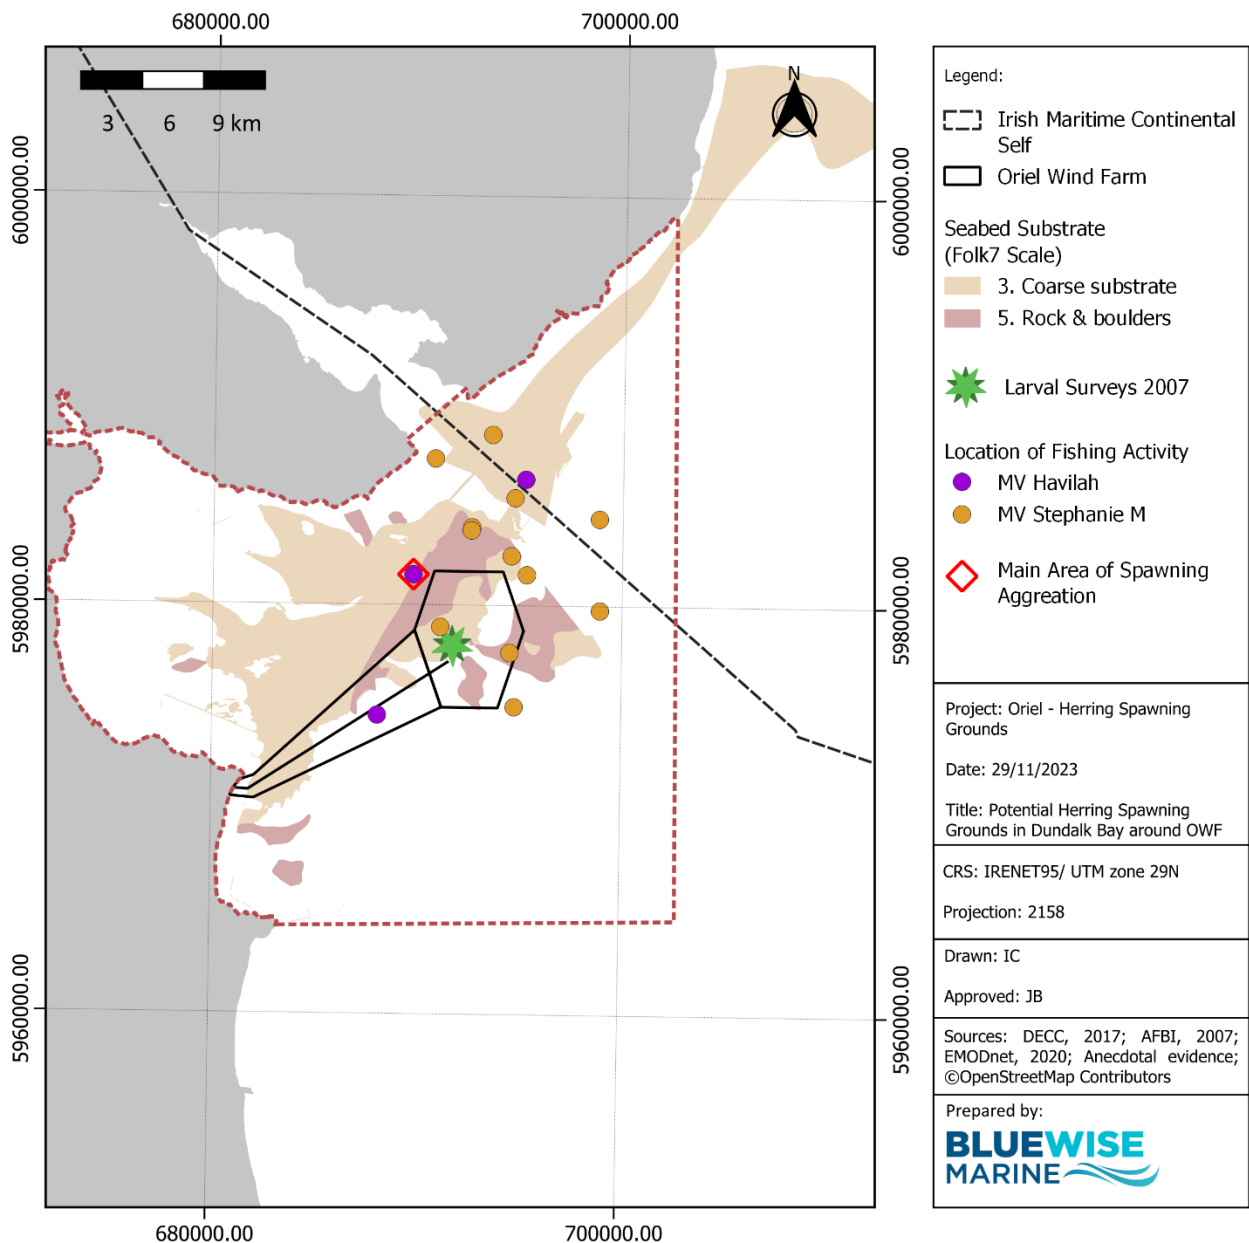 680000.00
700000.00
N
3 6 9 km
6000000.00
6000000.00
5980000.00
5980000.00
5960000.00
5960000.00
680000.00
700000.00
Legend:
Irish Maritime Continental
Self
Oriel Wind Farm
Seabed Substrate
(Folk7 Scale)
3. Coarse substrate
5. Rock & boulders
Larval Surveys 2007
Location of Fishing Activity
MV Havilah
MV Stephanie M
Main Area of Spawning
Aggreation
Project: Oriel - Herring Spawning
Grounds
Date: 29/11/2023
Title: Potential Herring Spawning
Grounds in Dundalk Bay around OWF
CRS: IRENET95/ UTM zone 29N
Projection: 2158
Drawn: IC
Approved: JB
Sources: DECC, 2017; AFBI, 2007;
EMODnet, 2020; Anecdotal evidence;
©OpenStreetMap Contributors
Prepared by:
BLUEWISE
MARINE